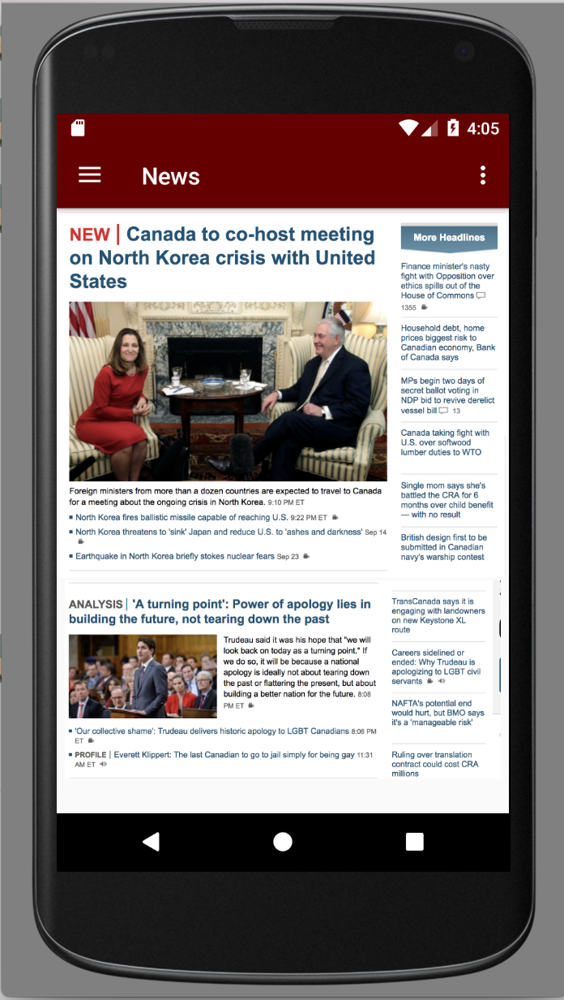 4:05
News
NEW | Canada to co-host meeting
on North Korea crisis with United
States
Foreign ministers from more than a dozen countries are expected to travel to Canada
for a meeting about the ongoing crisis in North Korea. 9:10 PM ET
North Korea fires ballistic missile capable of reaching U.S. 9:22 PM ET
North Korea threatens to 'sink' Japan and reduce U.S. to 'ashes and darkness' Sep 14
Earthquake in North Korea briefly stokes nuclear fears Sep 23
More Headlines
Finance minister's nasty
fight with Opposition over
ethics spills out of the
House of Commons
1355
Household debt, home
prices biggest risk to
Canadian economy, Bank
of Canada says
MPs begin two days of
secret ballot voting in
NDP bid to revive derelict
vessel bill 13
Canada taking fight with
U.S. over softwood
lumber duties to WTO
Single mom says she's
battled the CRA for 6
months over child benefit
— with no result
British design first to be
submitted in Canadian
navy's warship contest
ANALYSIS | 'A turning point': Power of apology lies in
building the future, not tearing down the past
Trudeau said it was his hope that "we will
look back on today as a turning point." If
we do so, it will be because a national
apology is ideally not about tearing down
the past or flattering the present, but about
building a better nation for the future. 8:08
PM ET
'Our collective shame': Trudeau delivers historic apology to LGBT Canadians 8:06 PM
ET
PROFILE | Everett Klippert: The last Canadian to go to jail simply for being gay 11:31
AM ET
TransCanada says it is
engaging with landowners
on new Keystone XL
route
Careers sidelined or
ended: Why Trudeau is
apologizing to LGBT civil
servants
NAFTA's potential end
would hurt, but BMO says
it's a 'manageable risk'
Ruling over translation
contract could cost CRA
millions